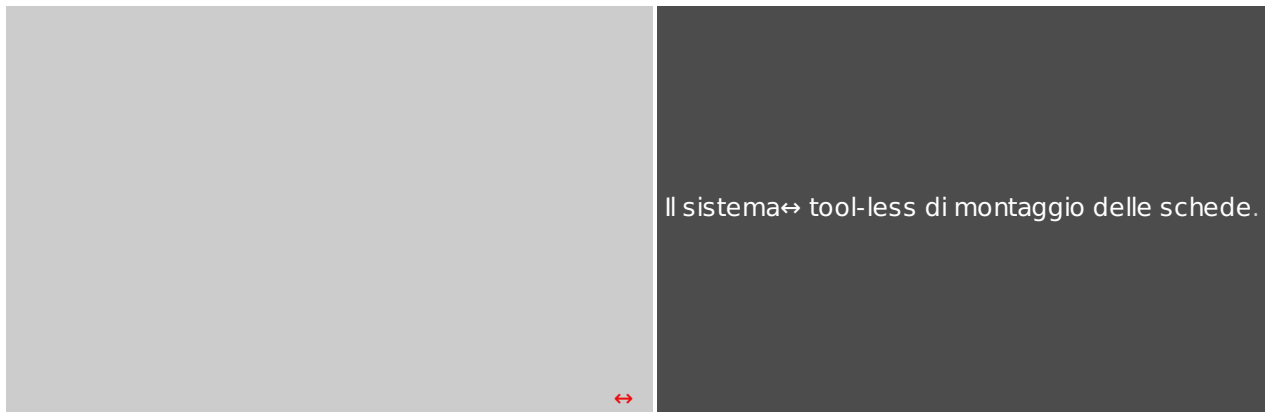 Il sistema↔ tool-less di montaggio delle schede.
↔